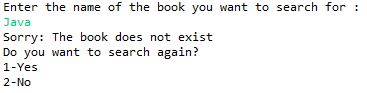 Enter the name of the book you want to search for :
Java
Sorry: The book does not exist
Do you want to search again?
1-Yes
2-No